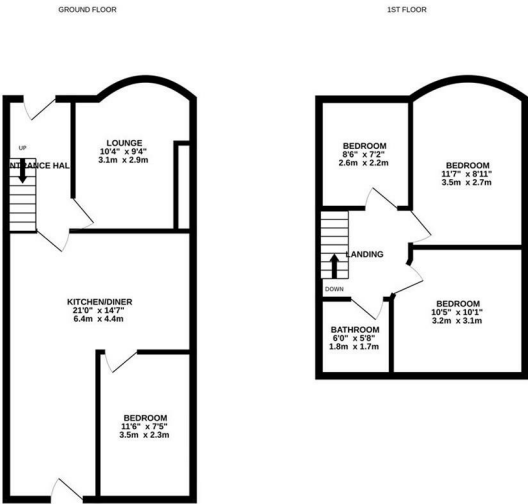 GROUND FLOOR
1ST FLOOR
LOUNGE
10'4" x 9'4"
3.1m x 2.9m
UP
ENTRANCE HALL
KITCHEN/DINER
21'0" x 14'7"
6.4m x 4.4m
BEDROOM
11'6" x 7'5"
3.5m x 2.3m
BEDROOM
8'6" x 7'2"
2.6m x 2.2m
BEDROOM
11'7" x 8'11"
3.5m x 2.7m
LANDING
DOWN
BEDROOM
10'5" x 10'1"
3.2m x 3.1m
BATHROOM
6'0" x 5'8"
1.8m x 1.7m